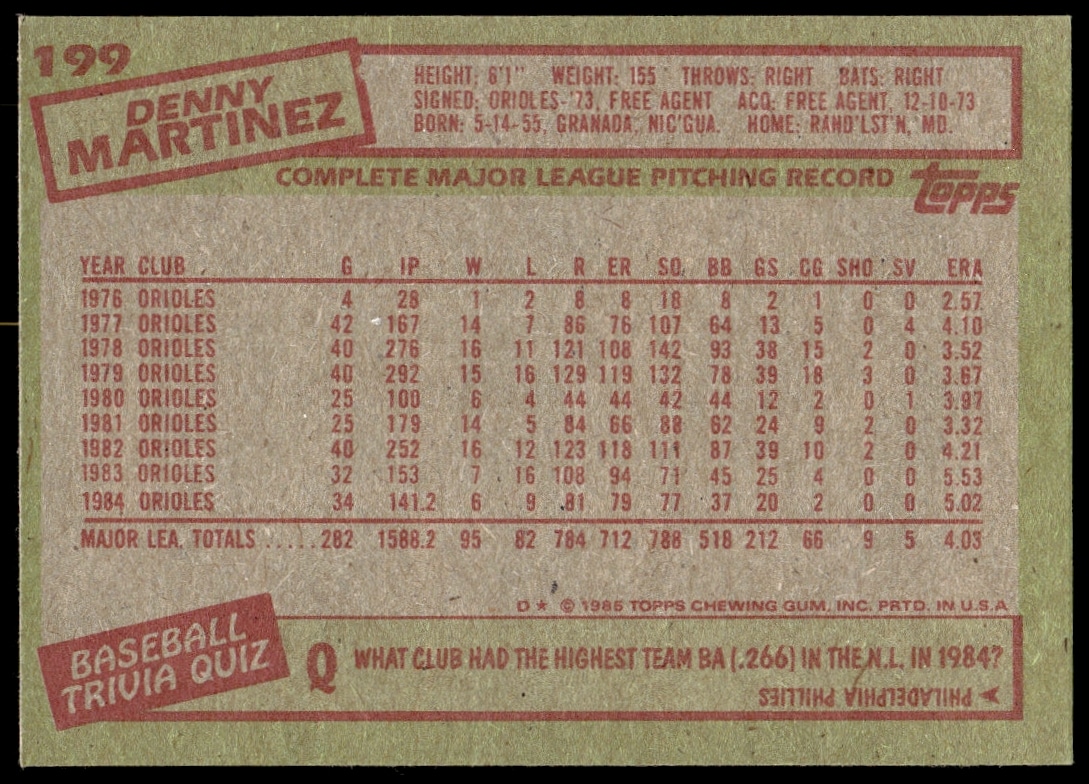 199
DENNY
MARTINEZ
HEIGHT: 6'1" WEIGHT: 155 THROWS: RIGHT BATS: RIGHT
SIGNED: ORIOLES-'73, FREE AGENT ACQ: FREE AGENT, 12-10-73
BORN: 5-14-55, GRANADA, NIC'GUA. HOME: RAND'LST'N, MD.
COMPLETE MAJOR LEAGUE PITCHING RECORD
topps
YEAR CLUB G IP W L R ER SO BB GS CG SHO SV ERA
1976 ORIOLES 4 28 1 2 8 8 18 8 2 1 0 0 2.57
1977 ORIOLES 42 167 14 7 86 76 107 64 13 5 0 4 4.10
1978 ORIOLES 40 276 16 11 121 108 142 93 38 15 2 0 3.52
1979 ORIOLES 40 292 15 16 129 119 132 78 39 18 3 0 3.67
1980 ORIOLES 25 100 6 4 44 44 42 44 12 2 0 1 3.97
1981 ORIOLES 25 179 14 5 84 66 88 62 24 9 2 0 3.32
1982 ORIOLES 40 252 16 12 123 118 111 87 39 10 2 0 4.21
1983 ORIOLES 32 153 7 16 108 94 71 45 25 4 0 0 5.53
1984 ORIOLES 34 141.2 6 9 81 79 77 37 20 2 0 0 5.02
MAJOR LEA. TOTALS .....282 1588.2 95 82 784 712 788 518 212 66 9 5 4.03
D★ © 1985 TOPPS CHEWING GUM, INC. PRTD. IN U.S.A
BASEBALL
TRIVIA QUIZ
Q WHAT CLUB HAD THE HIGHEST TEAM BA (.266) IN THE N.L. IN 1984?
PHILADELPHIA PHILLIES